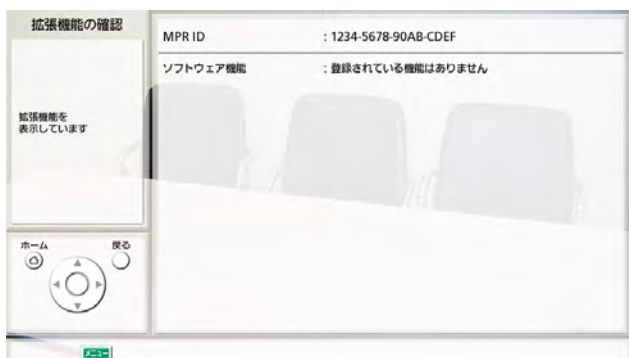 拡張機能の確認
MPR ID : 1234-5678-90AB-CDEF
ソフトウェア機能 : 登録されている機能はありません
拡張機能を
表示しています
ホーム 戻る
メニュー